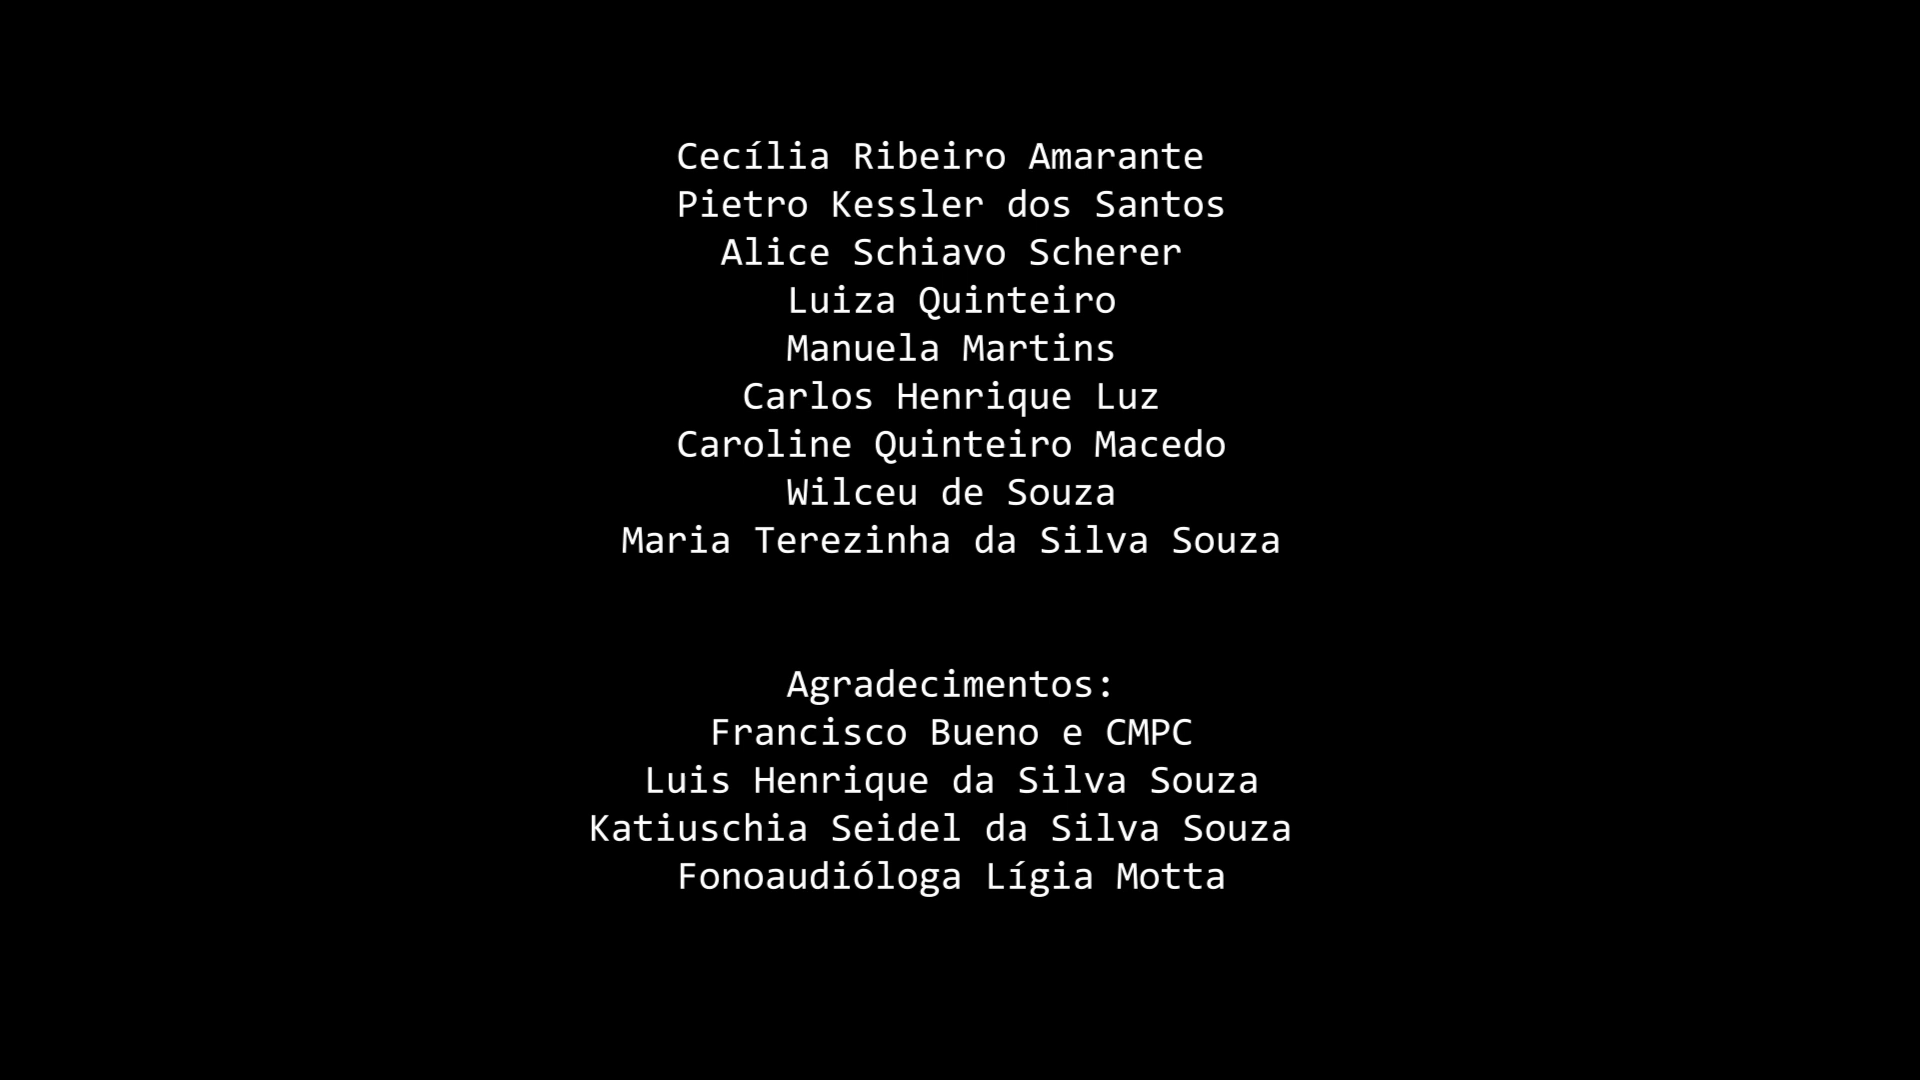 Cecília Ribeiro Amarante
Pietro Kessler dos Santos
Alice Schiavo Scherer
Luiza Quinteiro
Manuela Martins
Carlos Henrique Luz
Caroline Quinteiro Macedo
Wilceu de Souza
Maria Terezinha da Silva Souza
Agradecimentos:
Francisco Bueno e CMPC
Luis Henrique da Silva Souza
Katiuschia Seidel da Silva Souza
Fonoaudióloga Lígia Motta